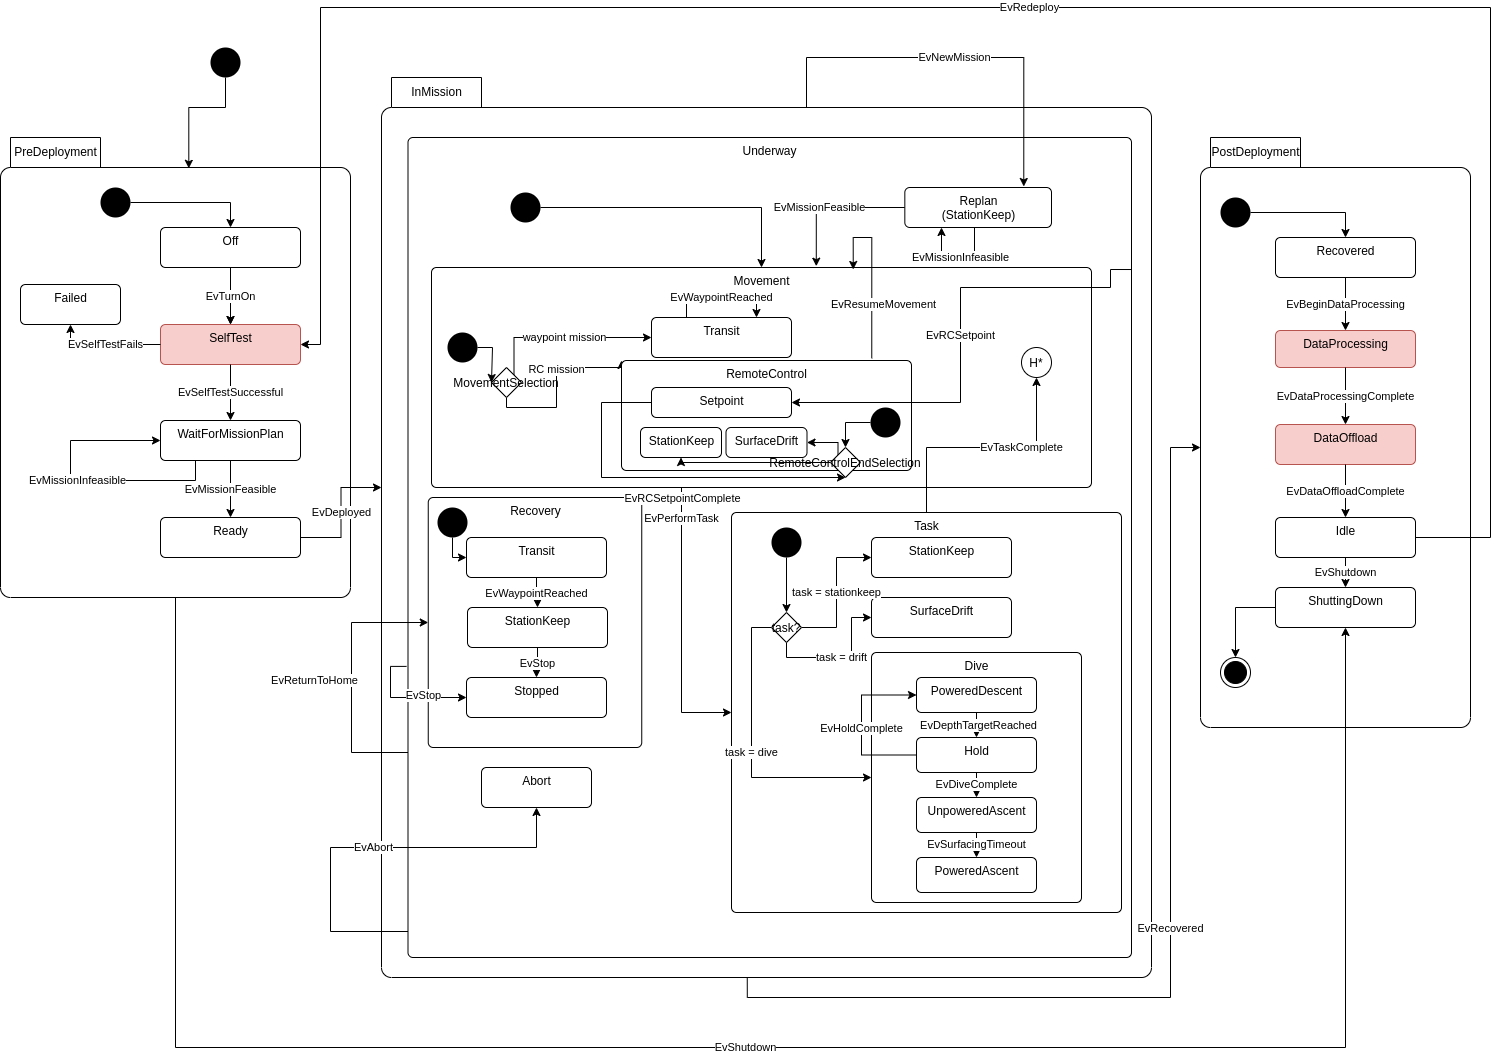 EvRedeploy
EvNewMission
InMission
PreDeployment
Underway
PostDeployment
Replan
(StationKeep)
EvMissionFeasible
Off
Recovered
EvMissionInfeasible
Movement
EvTurnOn
Failed
EvWaypointReached
EvResumeMovement
EvBeginDataProcessing
Transit
SelfTest
EvSelfTestFails
waypoint mission
EvRCSetpoint
DataProcessing
H*
RC mission
RemoteControl
MovementSelection
EvSelfTestSuccessful
Setpoint
EvDataProcessingComplete
WaitForMissionPlan
StationKeep
SurfaceDrift
DataOffload
EvTaskComplete
RemoteControlEndSelection
EvMissionInfeasible
EvMissionFeasible
EvDataOffloadComplete
EvRCSetpointComplete
EvDeployed
Recovery
EvPerformTask
Task
Ready
Idle
Transit
StationKeep
EvShutdown
EvWaypointReached
task = stationkeep
ShuttingDown
StationKeep
SurfaceDrift
task?
EvStop
task = drift
Dive
EvReturnToHome
Stopped
EvStop
PoweredDescent
EvHoldComplete
EvDepthTargetReached
task = dive
Hold
Abort
EvDiveComplete
UnpoweredAscent
EvAbort
EvSurfacingTimeout
PoweredAscent
EvRecovered
EvShutdown